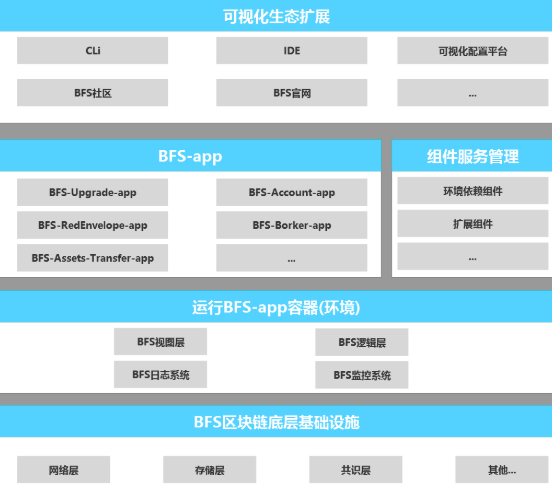 可视化生态扩展
CLi
IDE
可视化配置平台
BFS社区
BFS官网
...
BFS-app
BFS-Upgrade-app
BFS-Account-app
BFS-RedEnvelope-app
BFS-Borker-app
BFS-Assets-Transfer-app
...
组件服务管理
环境依赖组件
扩展组件
...
运行BFS-app容器(环境)
BFS视图层
BFS逻辑层
BFS日志系统
BFS监控系统
BFS区块链底层基础设施
网络层
存储层
共识层
其他...